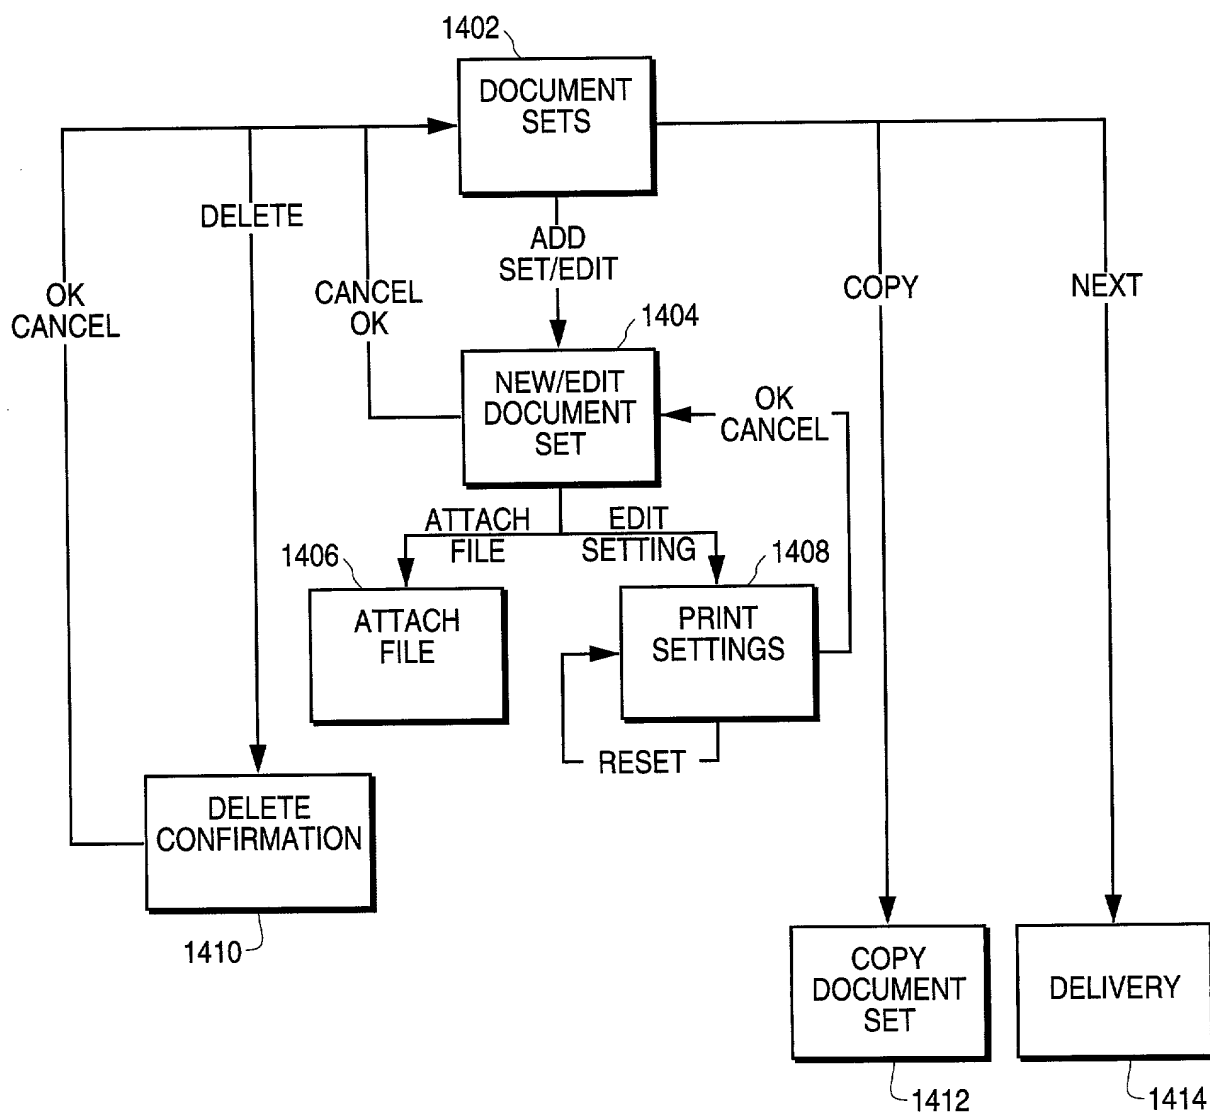 1402
DOCUMENT
SETS
DELETE
ADD
SET/EDIT
OK
CANCEL
CANCEL
OK
COPY
NEXT
1404
NEW/EDIT
DOCUMENT
SET
OK
CANCEL
ATTACH
FILE
EDIT
SETTING
1406
1408
ATTACH
FILE
PRINT
SETTINGS
RESET
DELETE
CONFIRMATION
1410
COPY
DOCUMENT
SET
DELIVERY
1412
1414